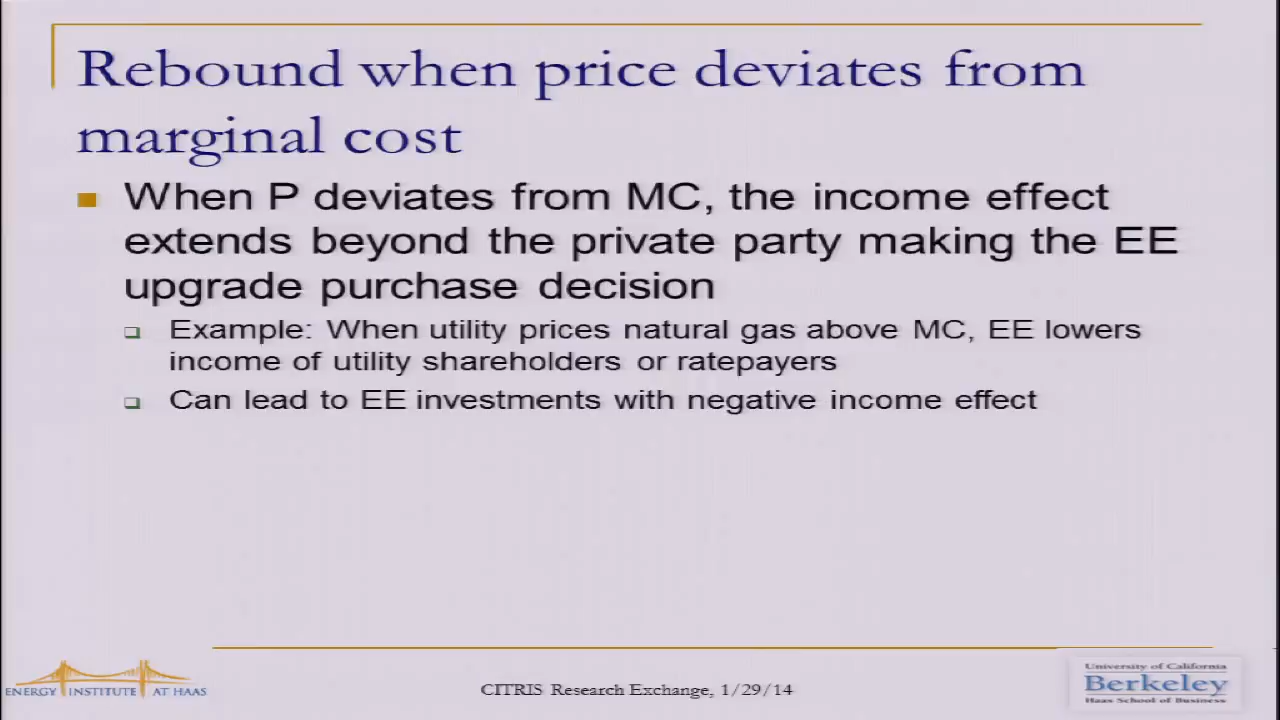 Rebound when price deviates from
marginal cost
When P deviates from MC, the income effect
extends beyond the private party making the EE
upgrade purchase decision
Example: When utility prices natural gas above MC, EE lowers
income of utility shareholders or ratepayers
Can lead to EE investments with negative income effect
ENERGY INSTITUTE AT HAAS
CITRIS Research Exchange, 1/29/14
University of California
Berkeley
Haas School of Business